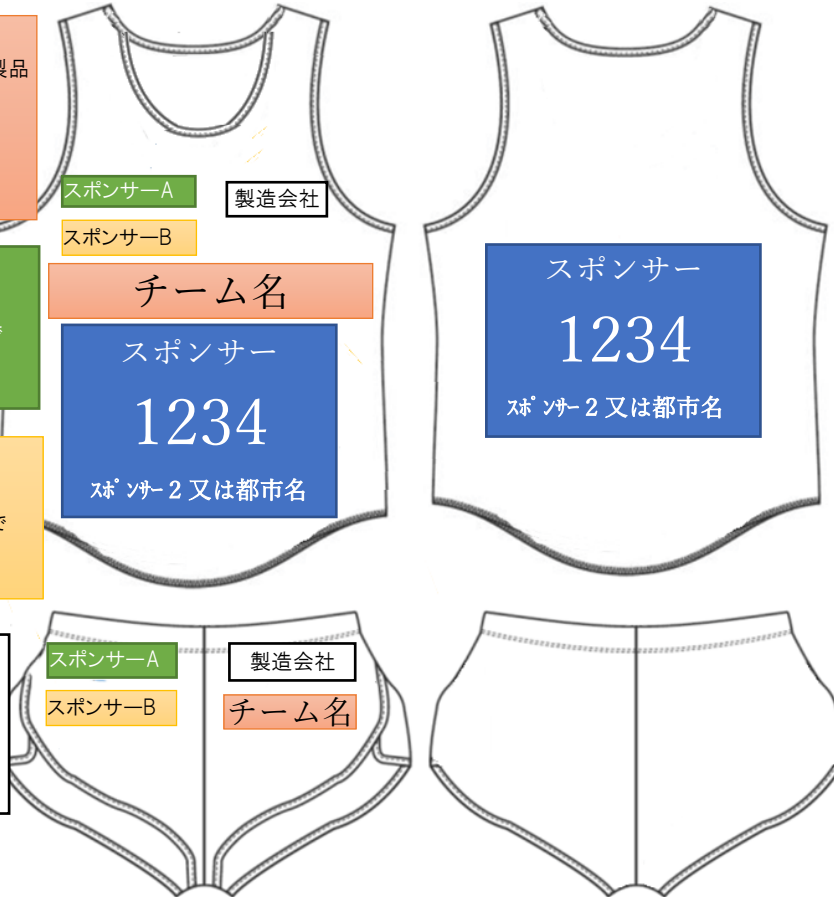 製品
で
で
スポンサーA
製造会社
スポンサーB
チーム名
スポンサー
1234
ｽﾎﾟﾝｻｰ２又は都市名
スポンサー
1234
ｽﾎﾟﾝｻｰ２又は都市名
スポンサーA
製造会社
スポンサーB
チーム名